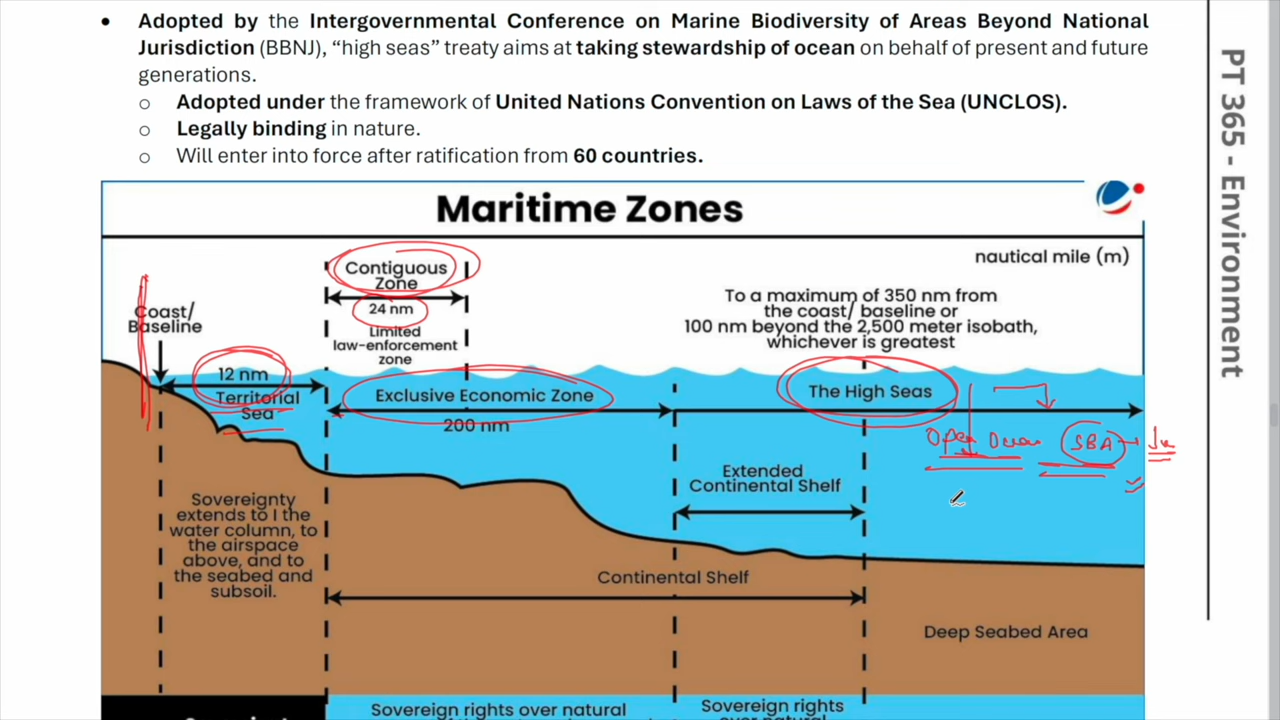 • Adopted by the Intergovernmental Conference on Marine Biodiversity of Areas Beyond National
Jurisdiction (BBNJ), “high seas” treaty aims at taking stewardship of ocean on behalf of present and future
generations.
o Adopted under the framework of United Nations Convention on Laws of the Sea (UNCLOS).
o Legally binding in nature.
o Will enter into force after ratification from 60 countries.
PT 365 - Environment
Maritime Zones
nautical mile (m)
Contiguous
Zone
24 nm
Limited
law-enforcement
zone
To a maximum of 350 nm from
the coast/ baseline or
100 nm beyond the 2,500 meter isobath,
whichever is greatest
Coast/
Baseline
12 nm
Territorial
Sea
Exclusive Economic Zone
200 nm
The High Seas
Open Ocean
Extended
Continental Shelf
Sovereignty
extends to l the
water column, to
the airspace
above, and to
the seabed and
subsoil.
Continental Shelf
Deep Seabed Area
Sovereign rights over natural
Sovereign rights